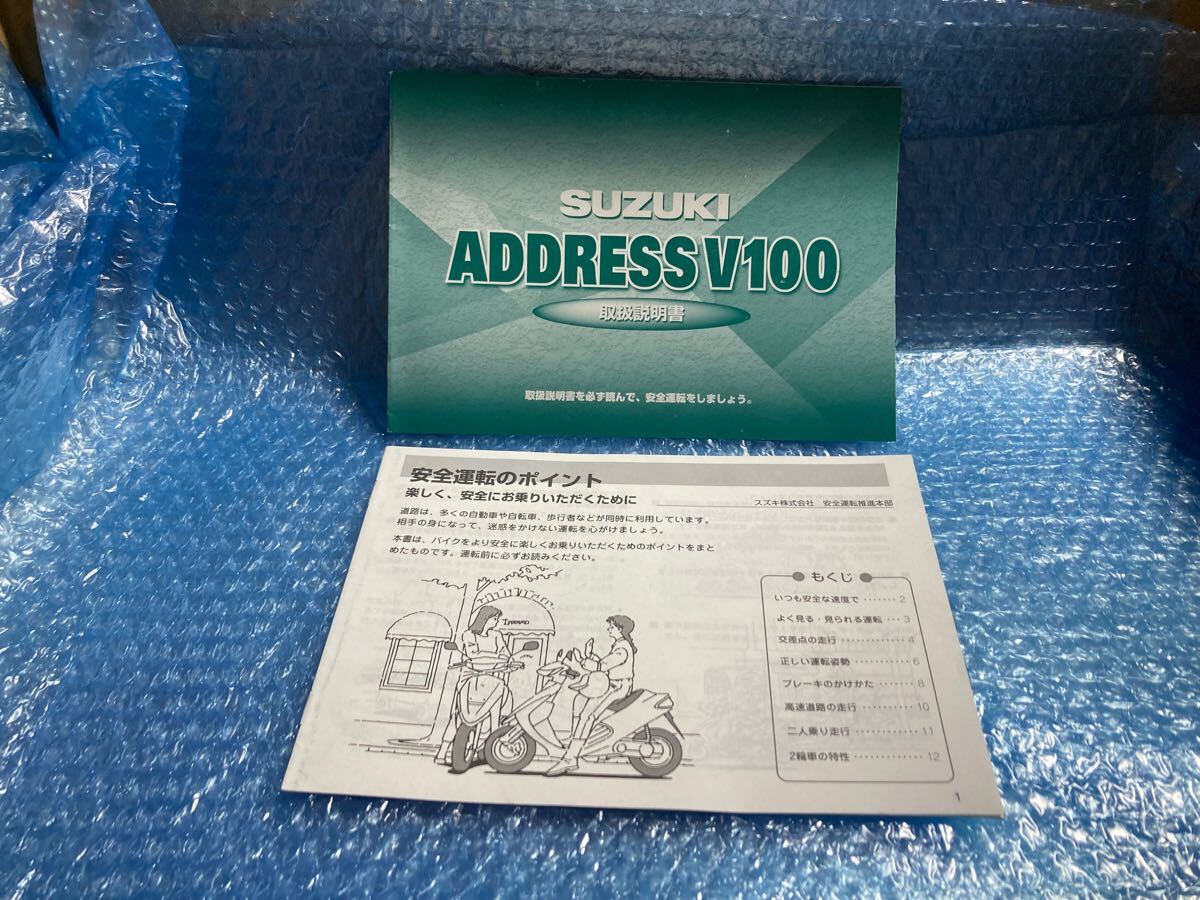 SUZUKI
ADDRESS V100
取扱説明書
取扱説明書を必ず読んで、安全運転をしましょう。
安全運転のポイント
楽しく、安全にお乗りいただくために
スズキ株式会社 安全運転推進本部
道路は、多くの自動車や自転車、歩行者などが同時に利用しています。
相手の身になって、迷惑をかけない運転を心がけましょう。
本書は、バイクをより安全に楽しくお乗りいただくためのポイントをまと
めたものです。運転前に必ずお読みください。
もくじ
いつも安全な速度で ······· 2
よく見る・見られる運転 ··· 3
交差点の走行 ············ 4
正しい運転姿勢 ··········· 6
ブレーキのかけかた ······· 8
高速道路の走行 ·········· 10
二人乗り走行 ············ 11
2輪車の特性 ············· 12
1